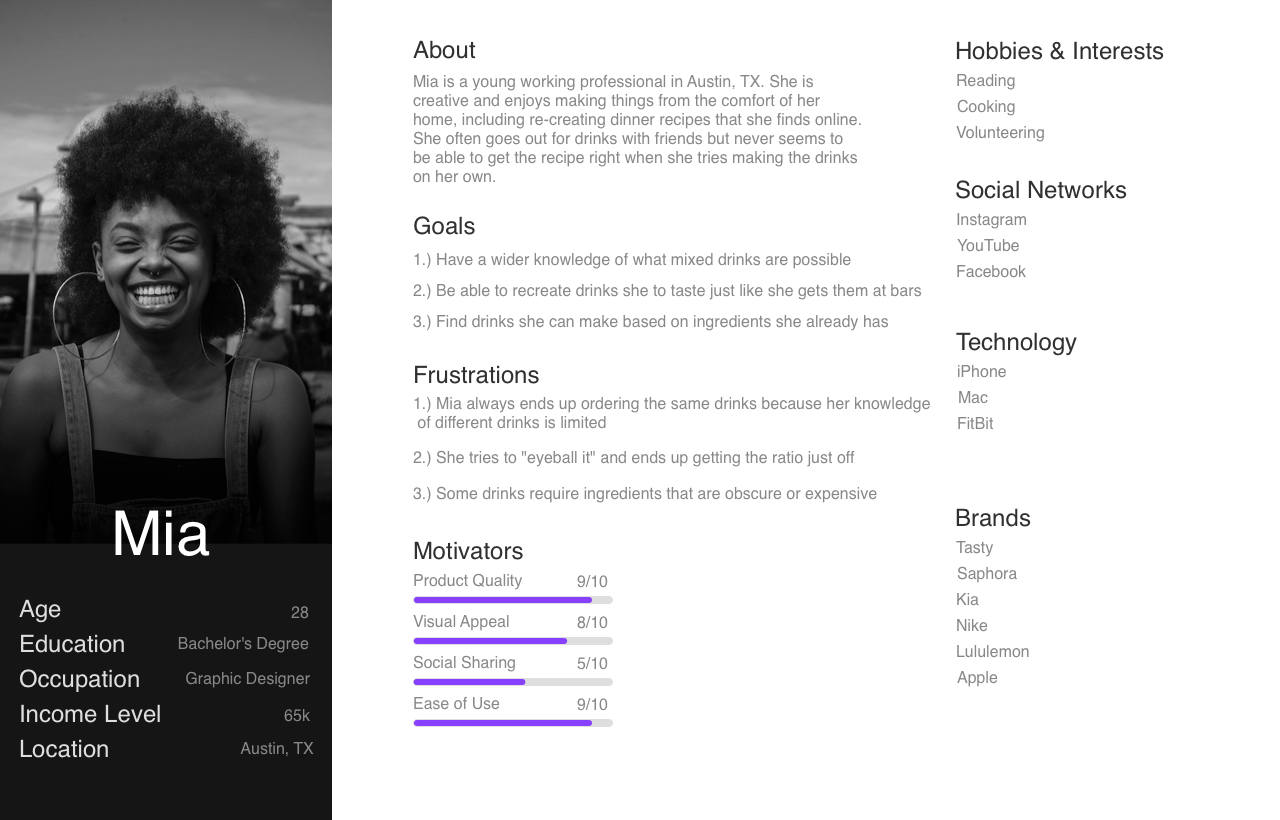 Mia
Age 28
Education Bachelor's Degree
Occupation Graphic Designer
Income Level 65k
Location Austin, TX
About
Mia is a young working professional in Austin, TX. She is
creative and enjoys making things from the comfort of her
home, including re-creating dinner recipes that she finds online.
She often goes out for drinks with friends but never seems to
be able to get the recipe right when she tries making the drinks
on her own.
Goals
1.) Have a wider knowledge of what mixed drinks are possible
2.) Be able to recreate drinks she to taste just like she gets them at bars
3.) Find drinks she can make based on ingredients she already has
Frustrations
1.) Mia always ends up ordering the same drinks because her knowledge
of different drinks is limited
2.) She tries to "eyeball it" and ends up getting the ratio just off
3.) Some drinks require ingredients that are obscure or expensive
Motivators
Product Quality 9/10
Visual Appeal 8/10
Social Sharing 5/10
Ease of Use 9/10
Hobbies & Interests
Reading
Cooking
Volunteering
Social Networks
Instagram
YouTube
Facebook
Technology
iPhone
Mac
FitBit
Brands
Tasty
Saphora
Kia
Nike
Lululemon
Apple